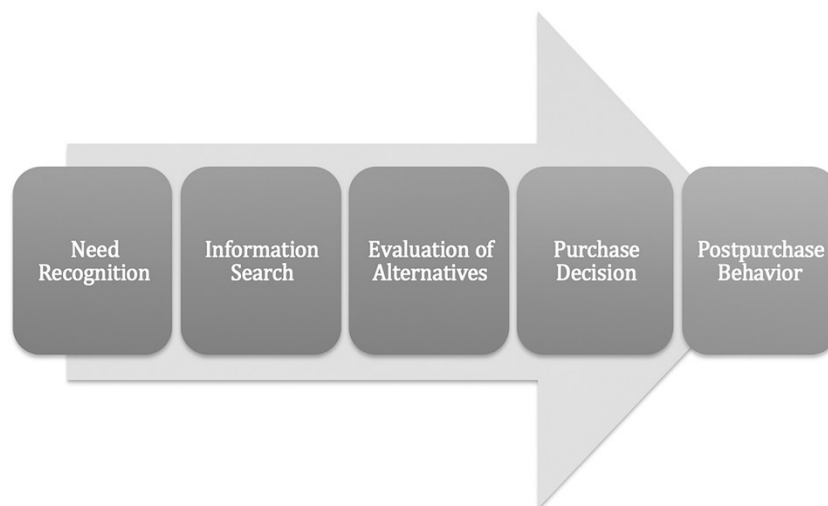 Need
Recognition
Information
Search
Evaluation of
Alternatives
Purchase
Decision
Postpurchase
Behavior